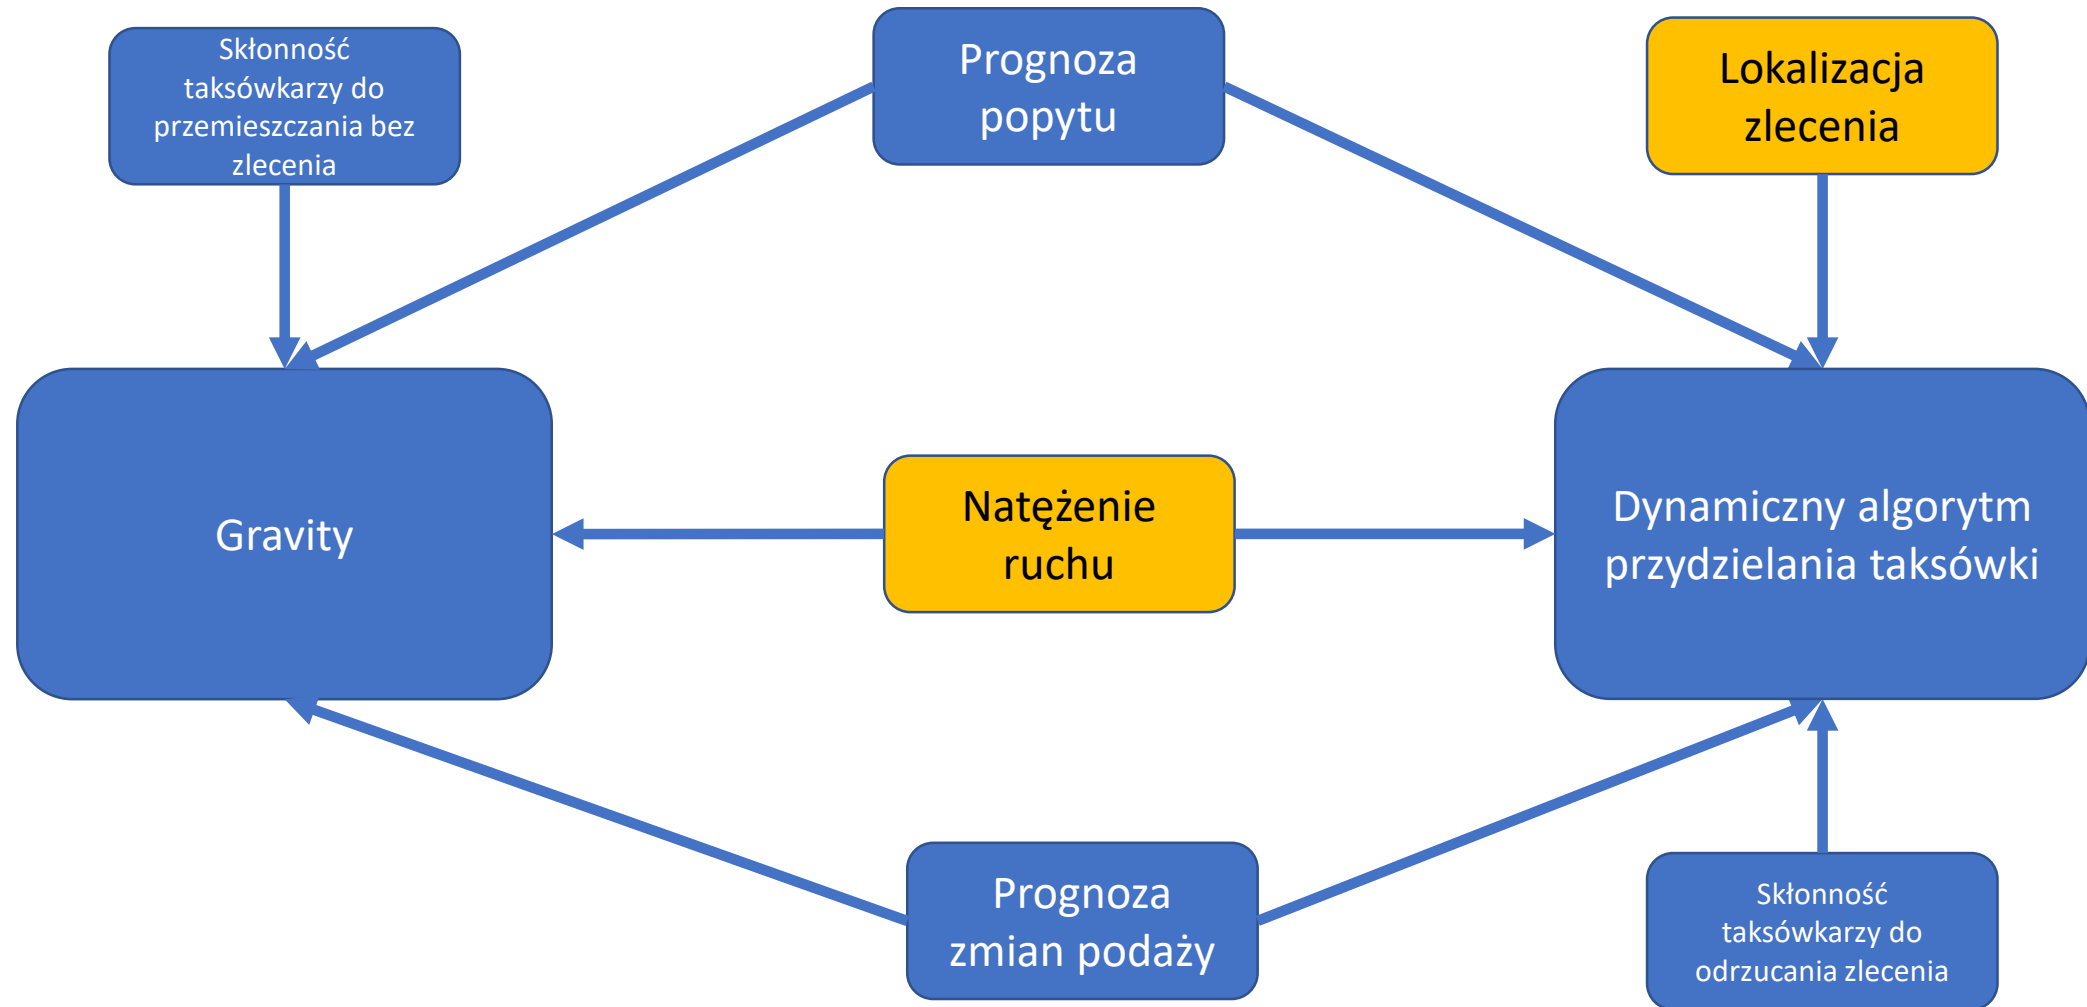 Skłonność
taksówkarzy do
przemieszczania bez
zlecenia
Prognoza
popytu
Lokalizacja
zlecenia
Gravity
Natężenie
ruchu
Dynamiczny algorytm
przydzielania taksówki
Prognoza
zmian podaży
Skłonność
taksówkarzy do
odrzucania zlecenia